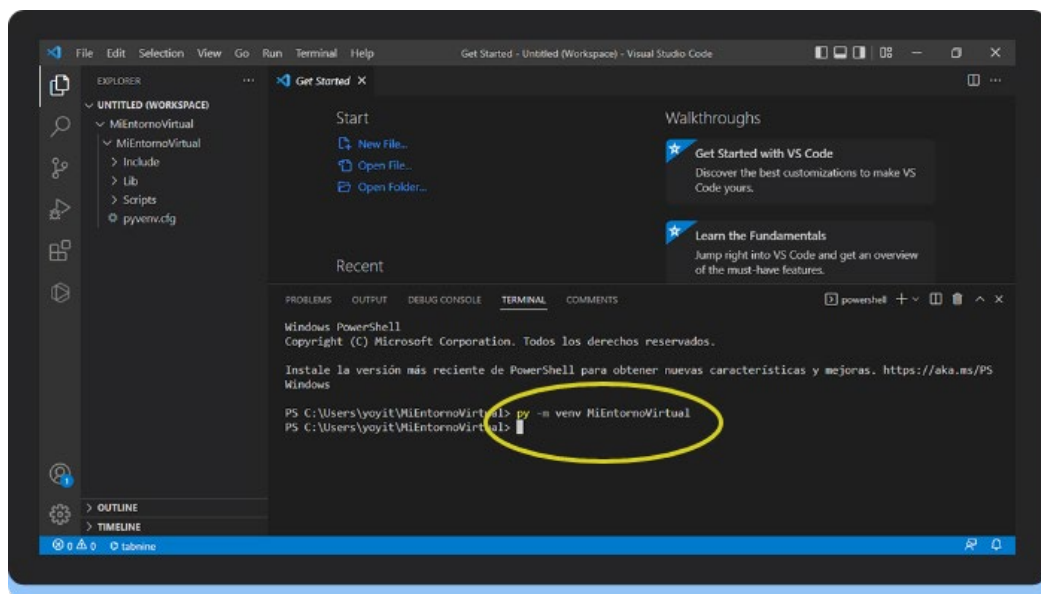 File Edit Selection View Go Run Terminal Help Get Started - Untitled (Workspace) - Visual Studio Code
EXPLORER
Get Started
UNTITLED (WORKSPACE)
MiEntornoVirtual
MiEntornoVirtual
Include
Lib
Scripts
pyvenv.cfg
OUTLINE
TIMELINE
Start
New File...
Open File...
Open Folder...
Recent
Walkthroughs
Get Started with VS Code
Discover the best customizations to make VS
Code yours.
Learn the Fundamentals
Jump right into VS Code and get an overview
of the must-have features.
PROBLEMS OUTPUT DEBUG CONSOLE TERMINAL COMMENTS powershell
Windows PowerShell
Copyright (C) Microsoft Corporation. Todos los derechos reservados.
Instale la versión más reciente de PowerShell para obtener nuevas características y mejoras. https://aka.ms/PS
Windows
PS C:\Users\yoyit\MiEntornoVirtual> py -m venv MiEntornoVirtual
PS C:\Users\yoyit\MiEntornoVirtual>
1
0 0 tabnine